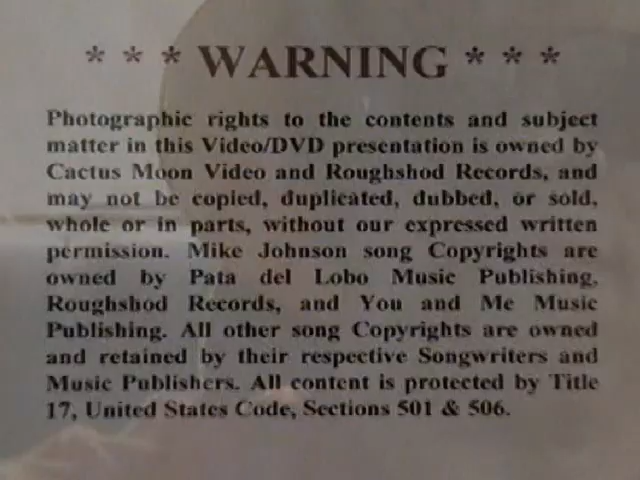 * * * WARNING * * *
Photographic rights to the contents and subject
matter in this Video/DVD presentation is owned by
Cactus Moon Video and Roughshod Records, and
may not be copied, duplicated, dubbed, or sold,
whole or in parts, without our expressed written
permission. Mike Johnson song Copyrights are
owned by Pata del Lobo Music Publishing,
Roughshod Records, and You and Me Music
Publishing. All other song Copyrights are owned
and retained by their respective Songwriters and
Music Publishers. All content is protected by Title
17, United States Code, Sections 501 & 506.